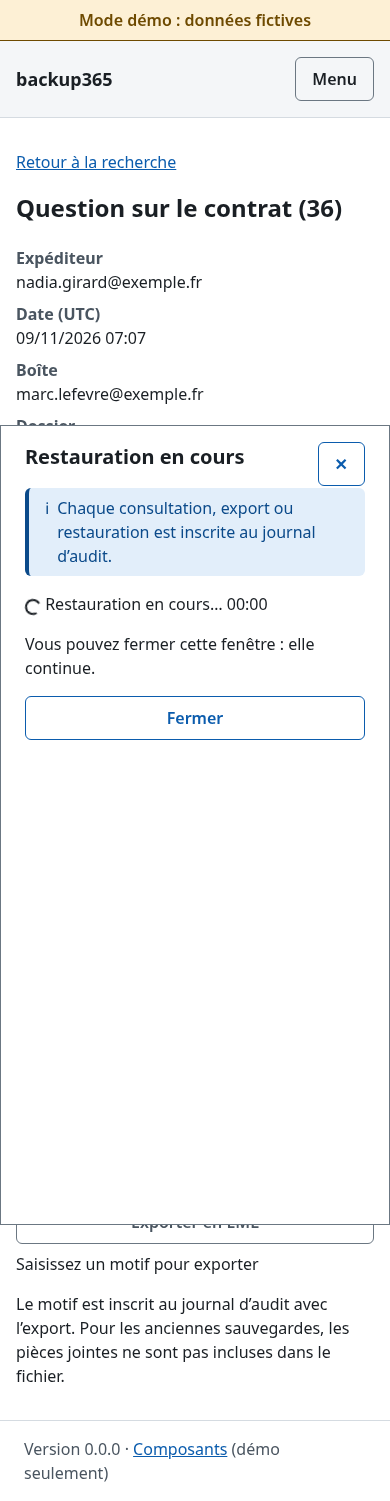 Mode démo : données fictives
backup365
Menu
Retour à la recherche
Question sur le contrat (36)
Expéditeur
nadia.girard@exemple.fr
Date (UTC)
09/11/2026 07:07
Boîte
marc.lefevre@exemple.fr
Dossier
Restauration en cours
×
i Chaque consultation, export ou
restauration est inscrite au journal
d’audit.
Restauration en cours… 00:00
Vous pouvez fermer cette fenêtre : elle
continue.
Fermer
Exporter en EML
Saisissez un motif pour exporter
Le motif est inscrit au journal d’audit avec
l’export. Pour les anciennes sauvegardes, les
pièces jointes ne sont pas incluses dans le
fichier.
Version 0.0.0 · Composants (démo
seulement)